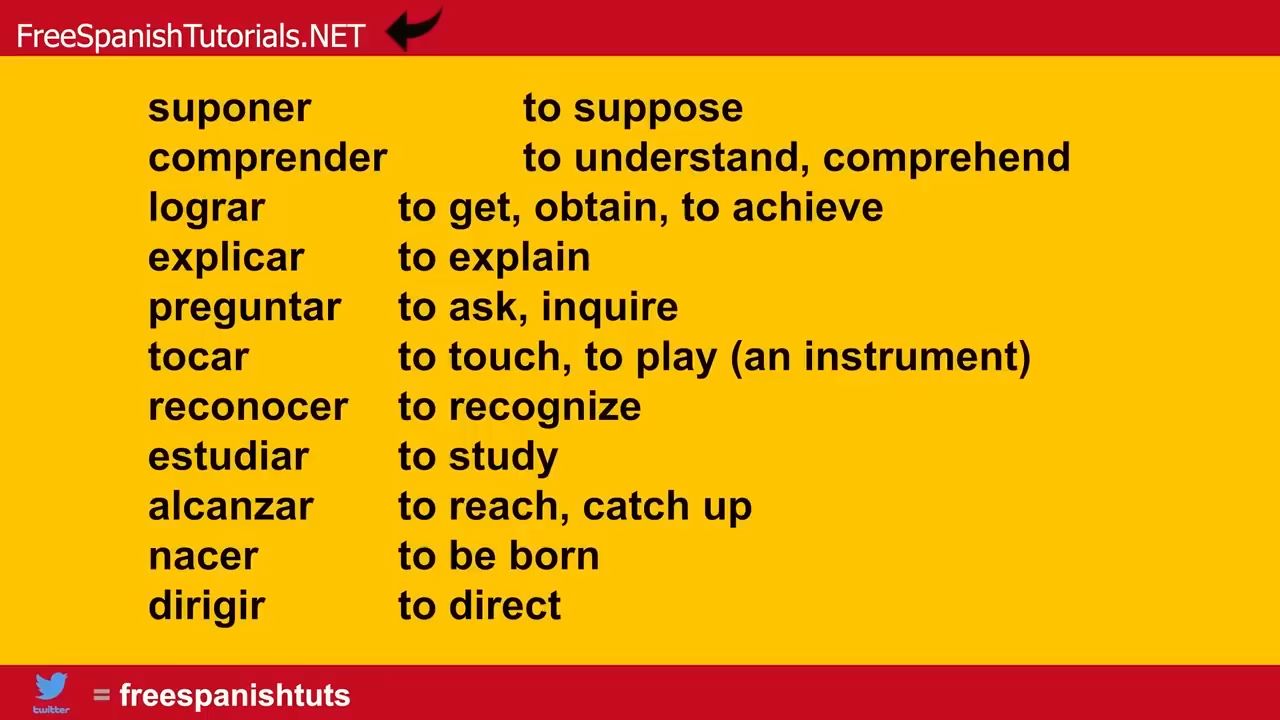 FreeSpanishTutorials.NET
suponer to suppose
comprender to understand, comprehend
lograr to get, obtain, to achieve
explicar to explain
preguntar to ask, inquire
tocar to touch, to play (an instrument)
reconocer to recognize
estudiar to study
alcanzar to reach, catch up
nacer to be born
dirigir to direct
twitter = freespanishtuts